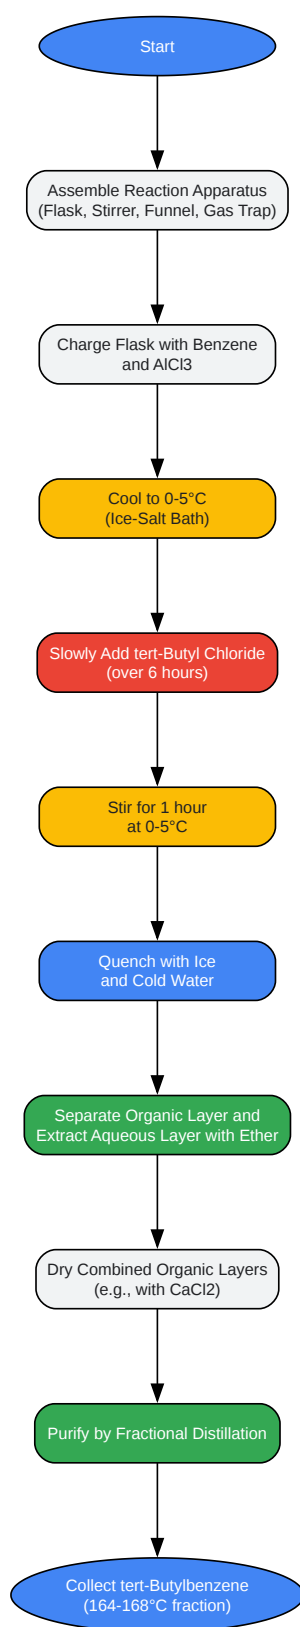 Start
Assemble Reaction Apparatus
(Flask, Stirrer, Funnel, Gas Trap)
Charge Flask with Benzene
and AlCl3
Cool to 0-5°C
(Ice-Salt Bath)
Slowly Add tert-Butyl Chloride
(over 6 hours)
Stir for 1 hour
at 0-5°C
Quench with Ice
and Cold Water
Separate Organic Layer and
Extract Aqueous Layer with Ether
Dry Combined Organic Layers
(e.g., with CaCl2)
Purify by Fractional Distillation
Collect tert-Butylbenzene
(164-168°C fraction)